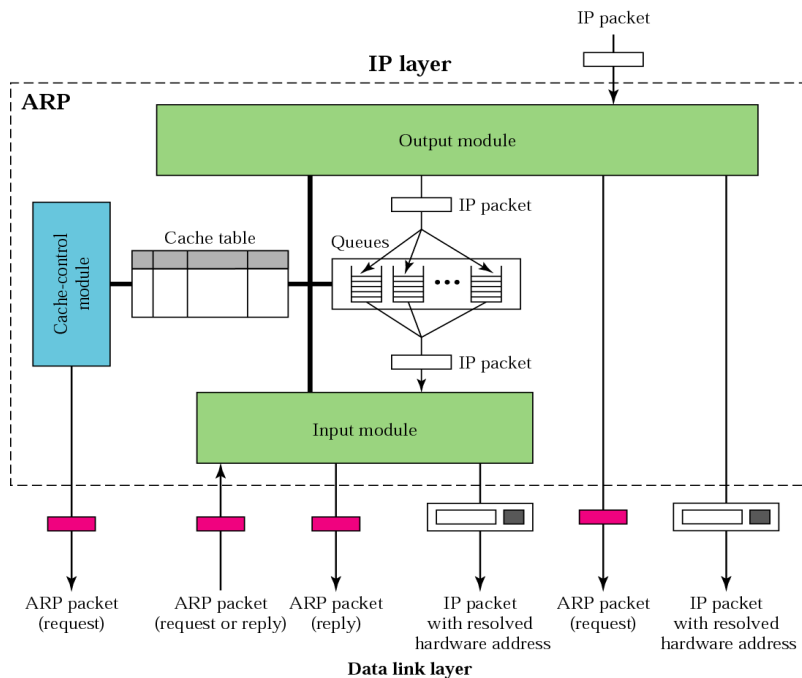 IP packet
IP layer
ARP
Output module
IP packet
Cache table
Queues
Cache-control
module
IP packet
Input module
ARP packet
(request)
ARP packet
(request or reply)
ARP packet
(reply)
IP packet
with resolved
hardware address
ARP packet
(request)
IP packet
with resolved
hardware address
Data link layer